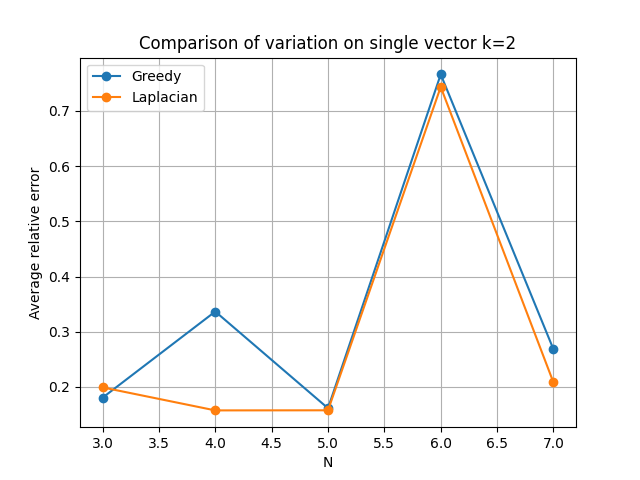 Comparison of variation on single vector k=2
Greedy
Laplacian
Average relative error
0.7
0.6
0.5
0.4
0.3
0.2
3.0 3.5 4.0 4.5 5.0 5.5 6.0 6.5 7.0
N